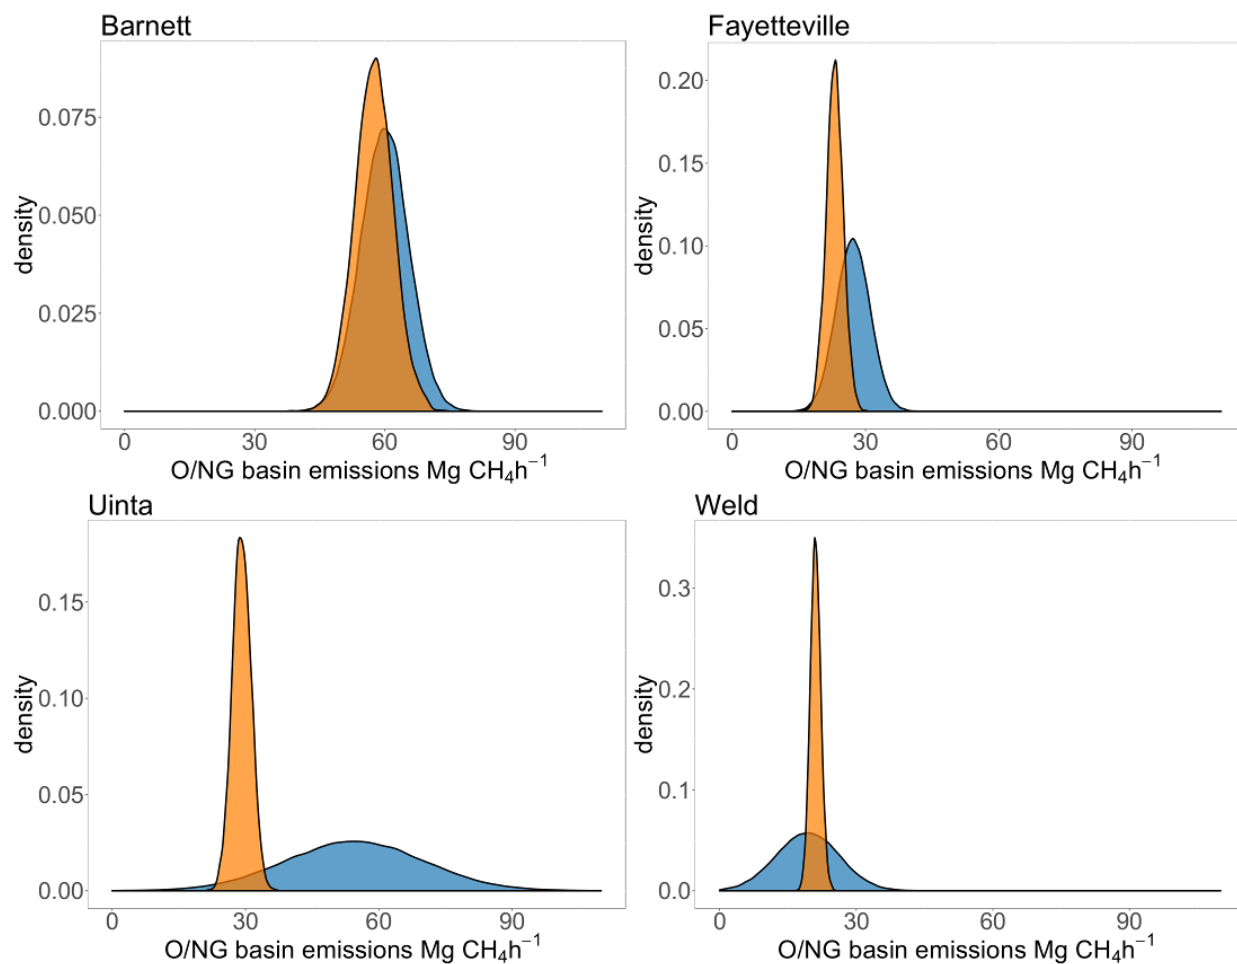 Barnett
density
0.075
0.050
0.025
0.000
0 30 60 90
O/NG basin emissions Mg CH₄h⁻¹
Fayetteville
density
0.20
0.15
0.10
0.05
0.00
0 30 60 90
O/NG basin emissions Mg CH₄h⁻¹
Uinta
density
0.15
0.10
0.05
0.00
0 30 60 90
O/NG basin emissions Mg CH₄h⁻¹
Weld
density
0.3
0.2
0.1
0.0
0 30 60 90
O/NG basin emissions Mg CH₄h⁻¹